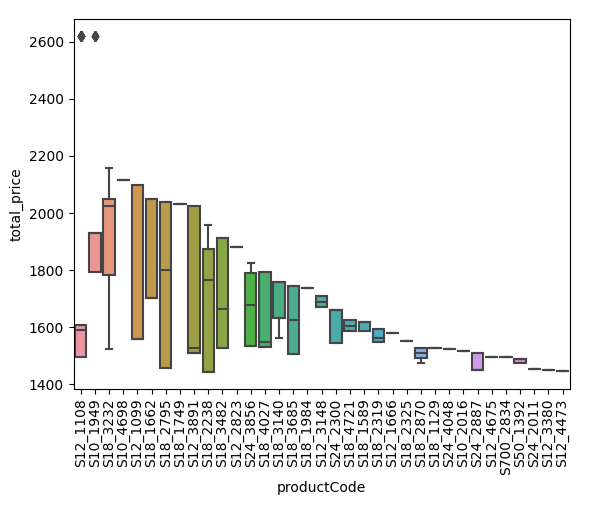 2600
2400
2200
2000
1800
1600
1400
total_price
S12_1108
S10_1949
S18_3232
S10_4698
S12_1099
S18_1662
S18_2795
S18_1749
S12_3891
S18_2238
S18_3482
S12_2823
S24_3856
S18_4027
S18_3140
S18_3685
S18_1984
S12_3148
S24_2300
S18_4721
S18_1589
S18_2319
S12_1666
S18_2325
S18_2870
S18_1129
S24_4048
S10_2016
S24_2887
S12_4675
S700_2834
S50_1392
S24_2011
S12_3380
S12_4473
productCode